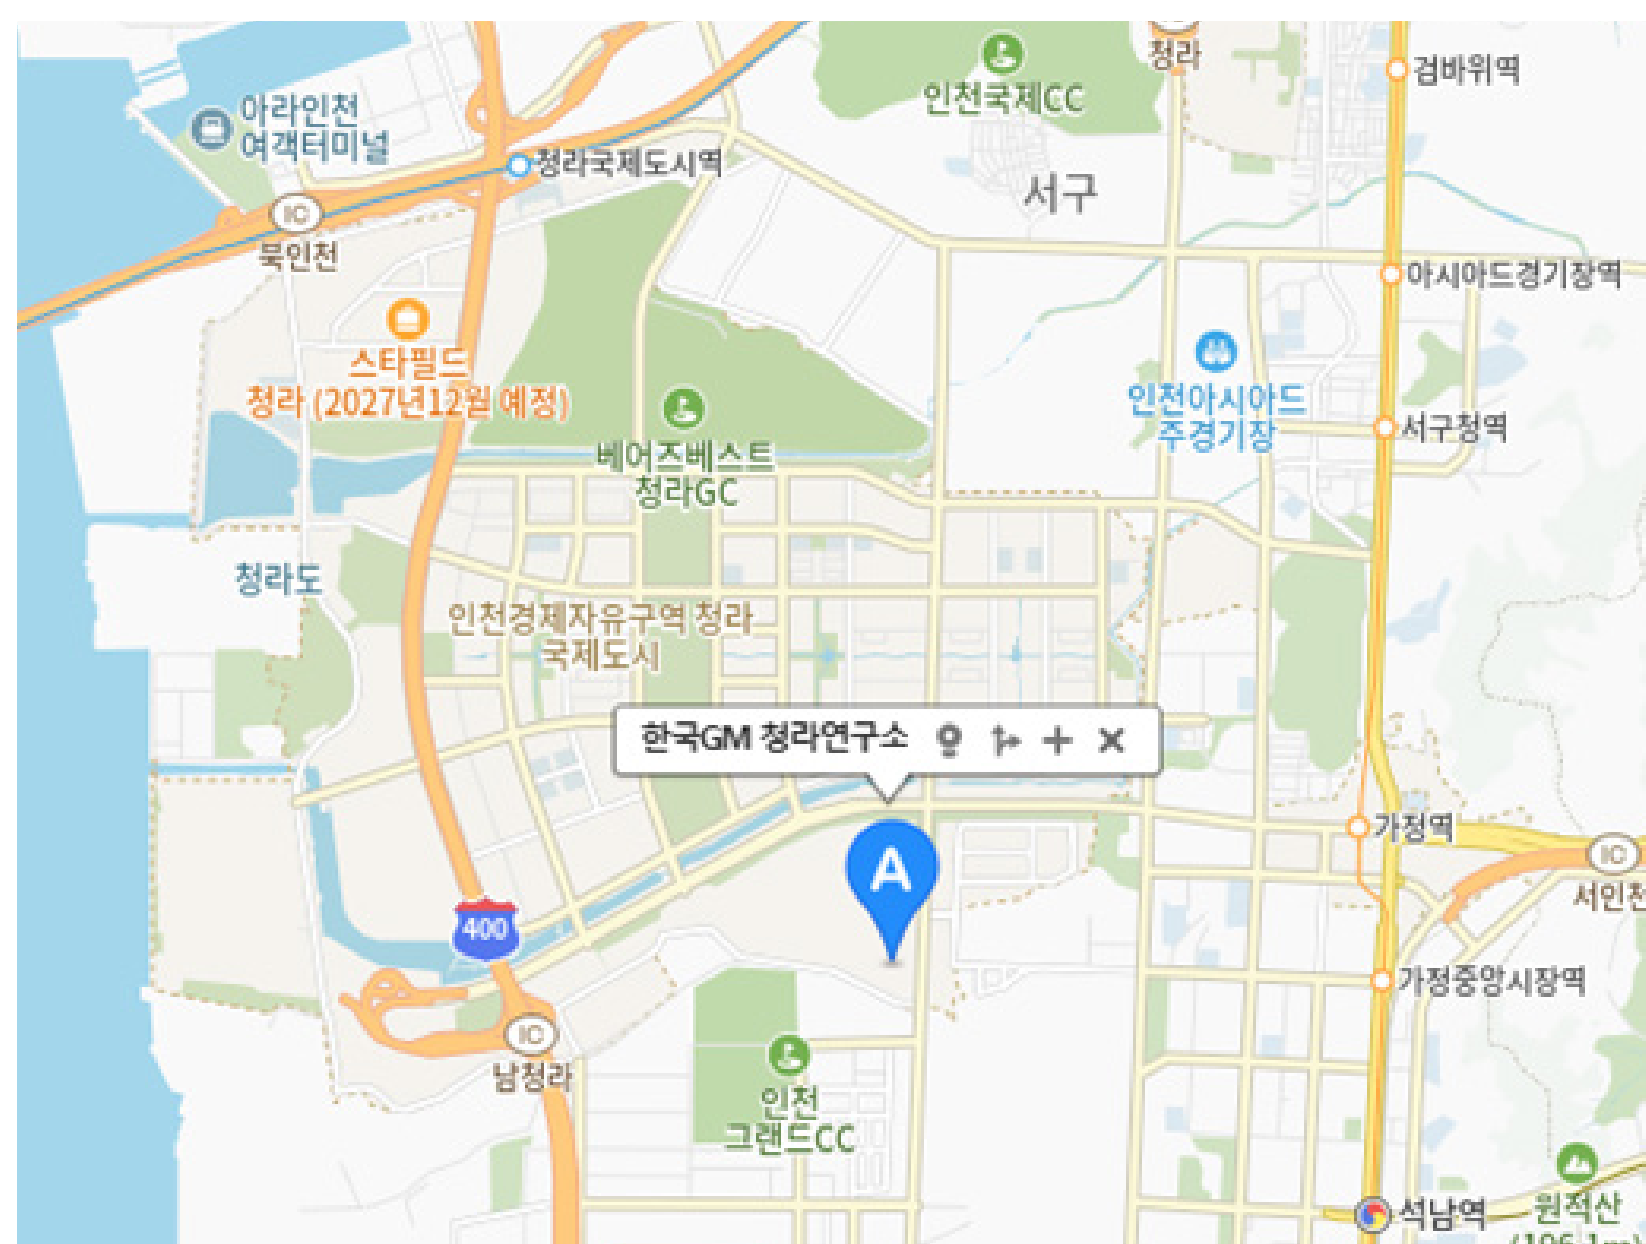 청라
검바위역
인천국제CC
아라인천
여객터미널
청라국제도시역
서구
IC
북인천
아시아드경기장역
스타필드
청라 (2027년12월 예정)
인천아시아드
주경기장
서구청역
베어즈베스트
청라GC
청라도
인천경제자유구역 청라
국제도시
한국GM 청라연구소
가정역
A
IC
서인천
400
가정중앙시장역
IC
남청라
인천
그랜드CC
석남역
원적산